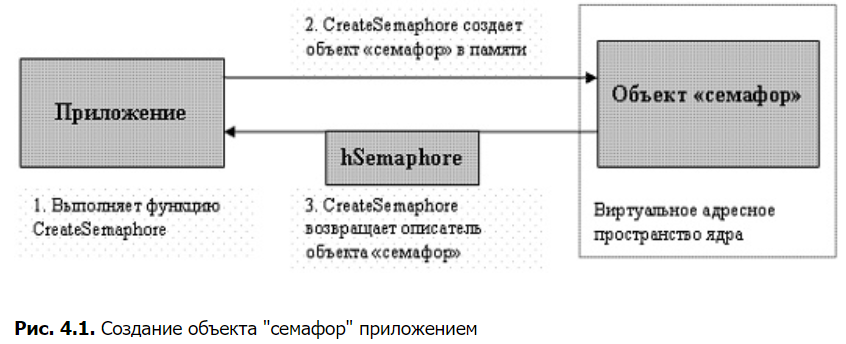 2. CreateSemaphore создает
объект «семафор» в памяти
Приложение
Объект «семафор»
hSemaphore
1. Выполняет функцию
CreateSemaphore
3. CreateSemaphore
возвращает описатель
объекта «семафор»
Виртуальное адресное
пространство ядра
Рис. 4.1. Создание объекта "семафор" приложением